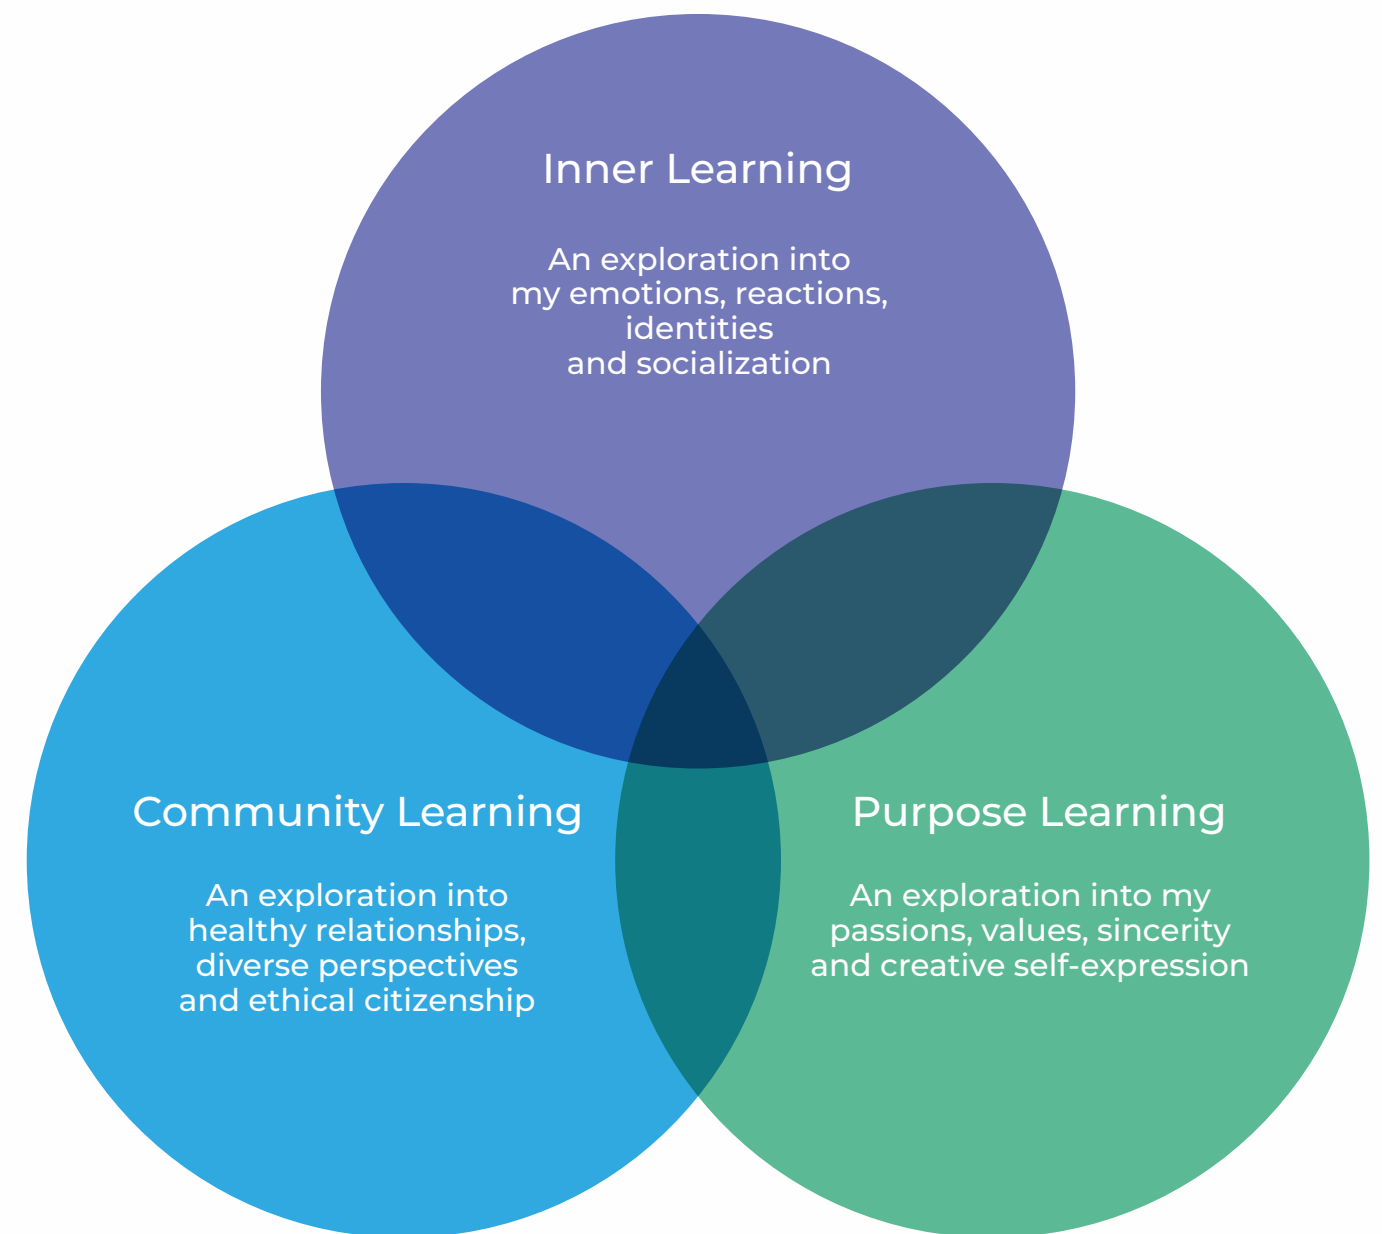 Inner Learning
An exploration into
my emotions, reactions,
identities
and socialization
Community Learning
An exploration into
healthy relationships,
diverse perspectives
and ethical citizenship
Purpose Learning
An exploration into my
passions, values, sincerity
and creative self-expression